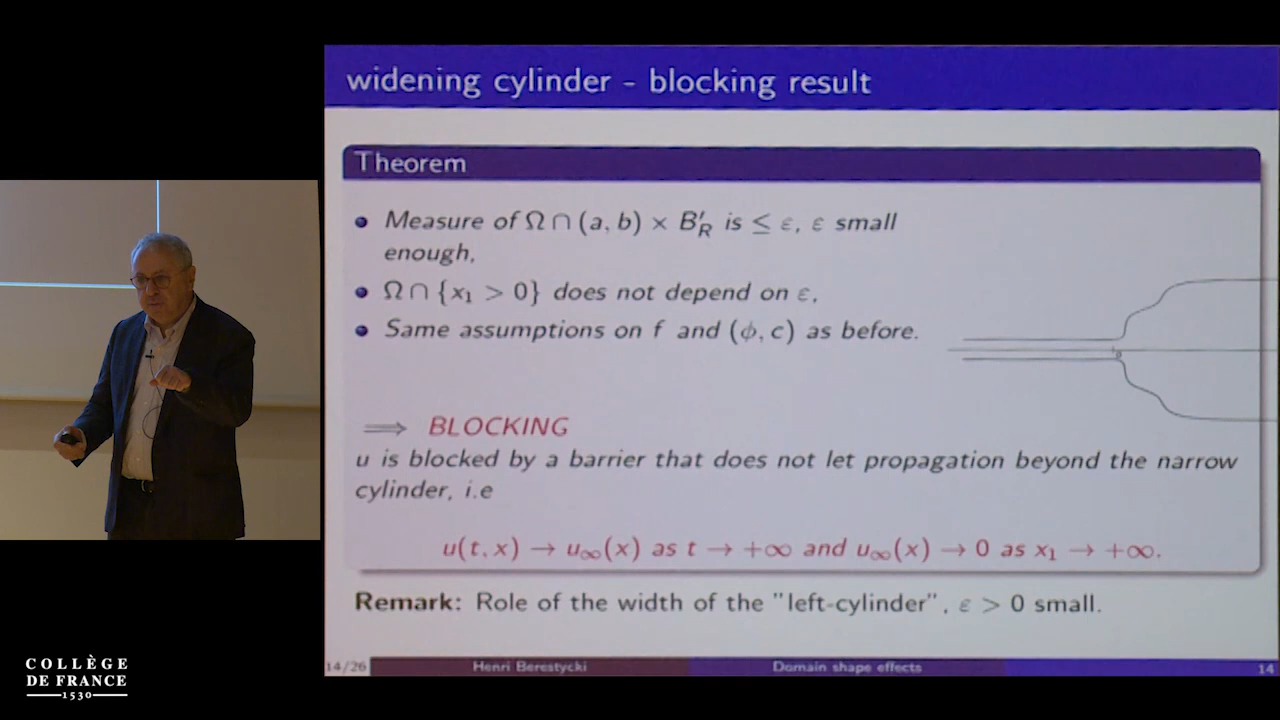 widening cylinder - blocking result
Theorem
Measure of Ω ∩ (a, b) × B′_R is ≤ ε, ε small
enough,
Ω ∩ {x₁ > 0} does not depend on ε,
Same assumptions on f and (ϕ, c) as before.
⟹ BLOCKING
u is blocked by a barrier that does not let propagation beyond the narrow
cylinder, i.e
u(t, x) → u∞(x) as t → +∞ and u∞(x) → 0 as x₁ → +∞.
Remark: Role of the width of the "left-cylinder", ε > 0 small.
14/26 Henri Berestycki Domain shape effects 14
COLLÈGE
DE FRANCE
1530